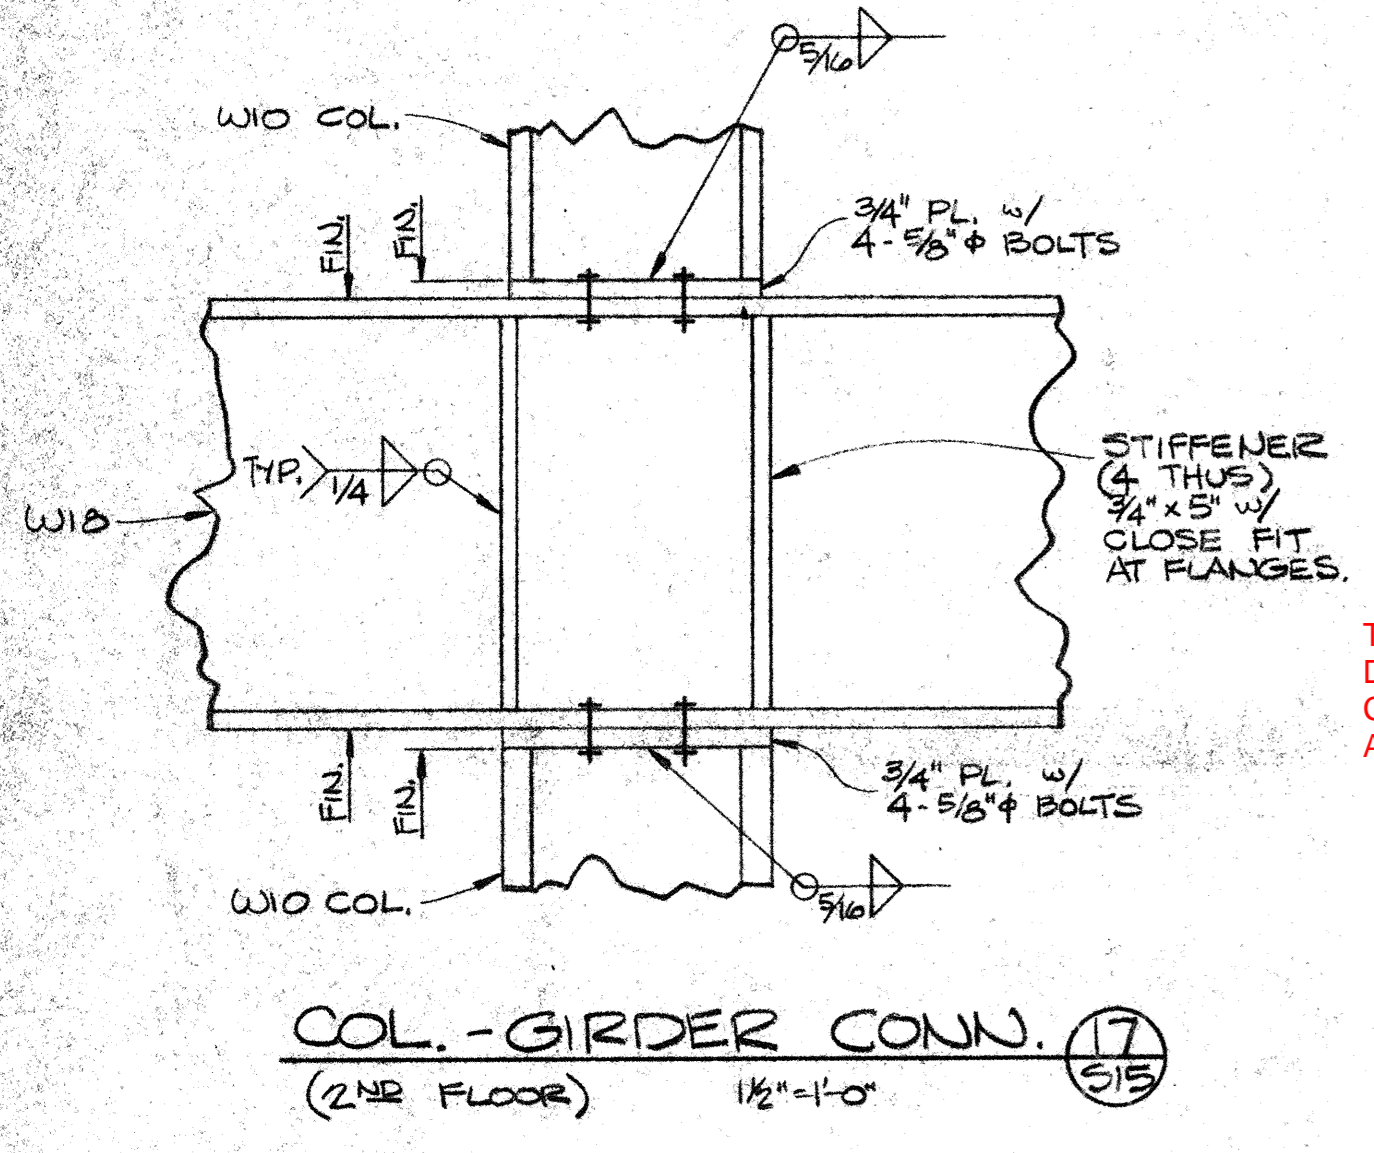 5/16
W10 COL.
FIN.
FIN.
3/4" PL. w/
4 - 5/8" ϕ BOLTS
TYP.
1/4
W18
STIFFENER
(4 THUS)
3/4" x 5" w/
CLOSE FIT
AT FLANGES.
T
D
A
FIN.
FIN.
3/4" PL. w/
4 - 5/8" ϕ BOLTS
W10 COL.
5/16
COL. - GIRDER CONN.
17
S15
(2ND FLOOR)
1½" = 1'-0"